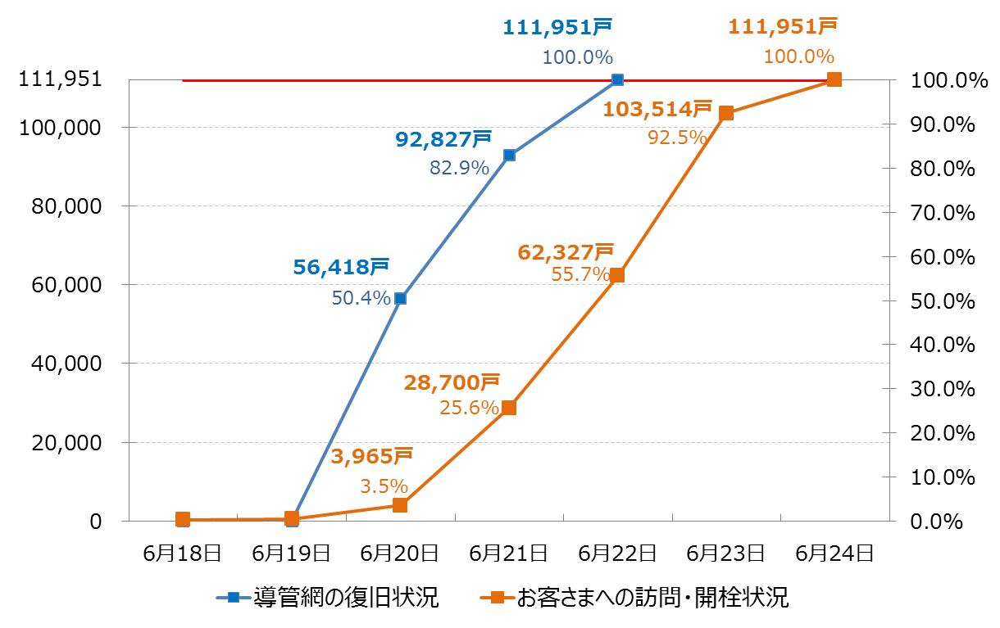 111,951戸 111,951戸
100.0% 100.0%
111,951 100.0%
103,514戸
100,000 90.0%
92,827戸 92.5%
82.9% 80.0%
80,000 70.0%
56,418戸 62,327戸 60.0%
60,000 55.7%
50.4% 50.0%
40,000 40.0%
28,700戸 30.0%
25.6%
20,000 20.0%
3,965戸
3.5% 10.0%
0 0.0%
6月18日 6月19日 6月20日 6月21日 6月22日 6月23日 6月24日
導管網の復旧状況 お客さまへの訪問・開栓状況